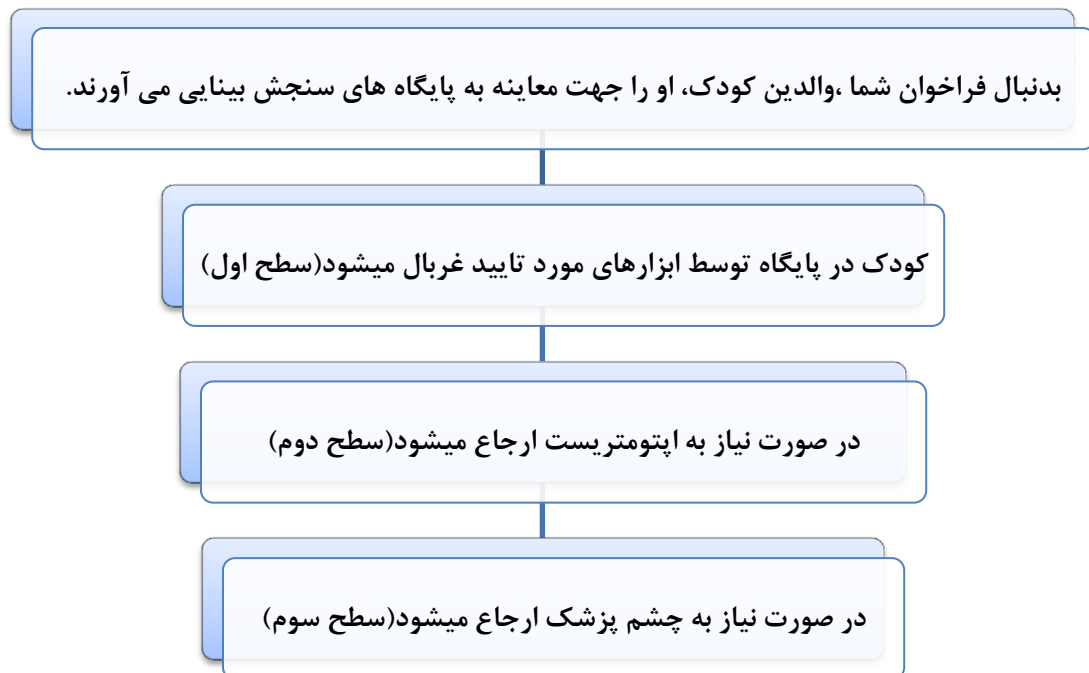 بدنبال فراخوان شما ،والدین کودک، او را جهت معاینه به پایگاه های سنجش بینایی می آورند.
کودک در پایگاه توسط ابزارهای مورد تایید غربال میشود(سطح اول)
در صورت نیاز به اپتومتریست ارجاع میشود(سطح دوم)
در صورت نیاز به چشم پزشک ارجاع میشود(سطح سوم)